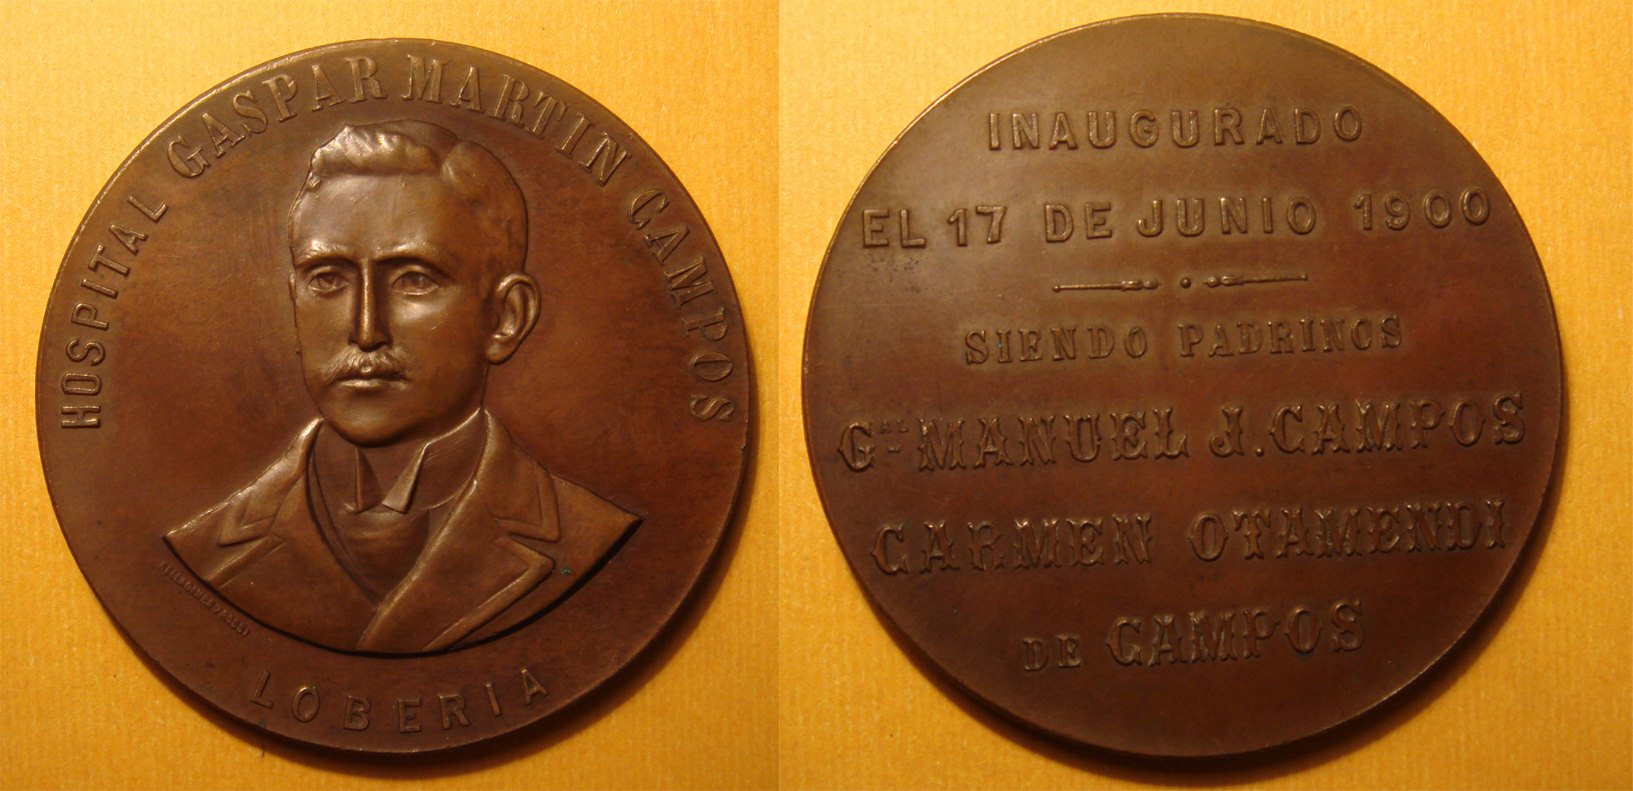 HOSPITAL GASPAR MARTIN CAMPOS
LOBERIA
INAUGURADO
EL 17 DE JUNIO 1900
SIENDO PADRINOS
GAL MANUEL J. CAMPOS
CARMEN OTAMENDI
DE CAMPOS